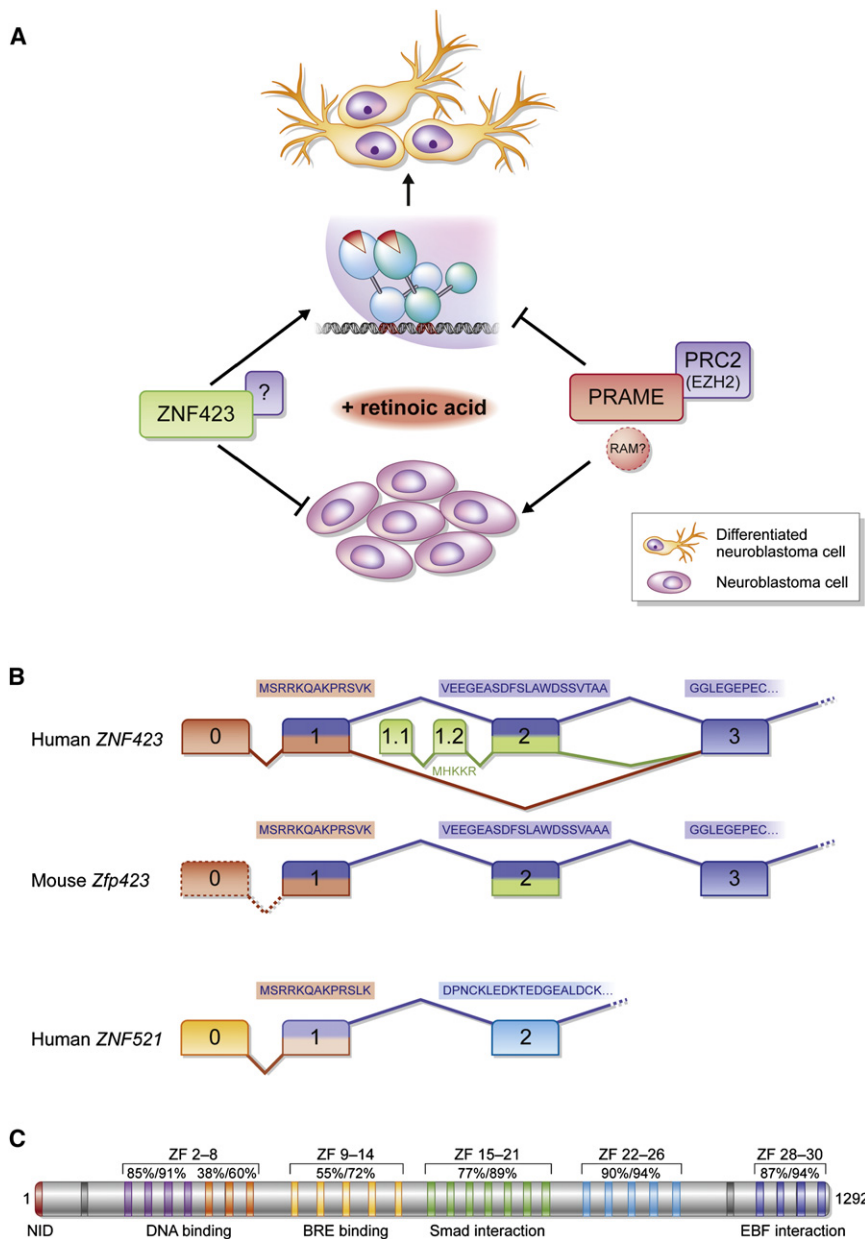 A
ZNF423
?
+ retinoic acid
PRAME
PRC2
(EZH2)
RAM?
Differentiated
neuroblastoma cell
Neuroblastoma cell
B
MSRRKQAKPRSVK
VEEGEASDFSLAWDSSVTAA
GGLEGEPEC...
Human ZNF423
0
1
1.1
1.2
2
3
MHKKR
MSRRKQAKPRSVK
VEEGEASDFSLAWDSSVAAA
GGLEGEPEC...
Mouse Zfp423
0
1
2
3
MSRRKQAKPRSLK
DPNCKLEDKTEDGEALDCK...
Human ZNF521
0
1
2
C
ZF 2–8
ZF 9–14
ZF 15–21
ZF 22–26
ZF 28–30
85%/91%
38%/60%
55%/72%
77%/89%
90%/94%
87%/94%
1
1292
NID
DNA binding
BRE binding
Smad interaction
EBF interaction